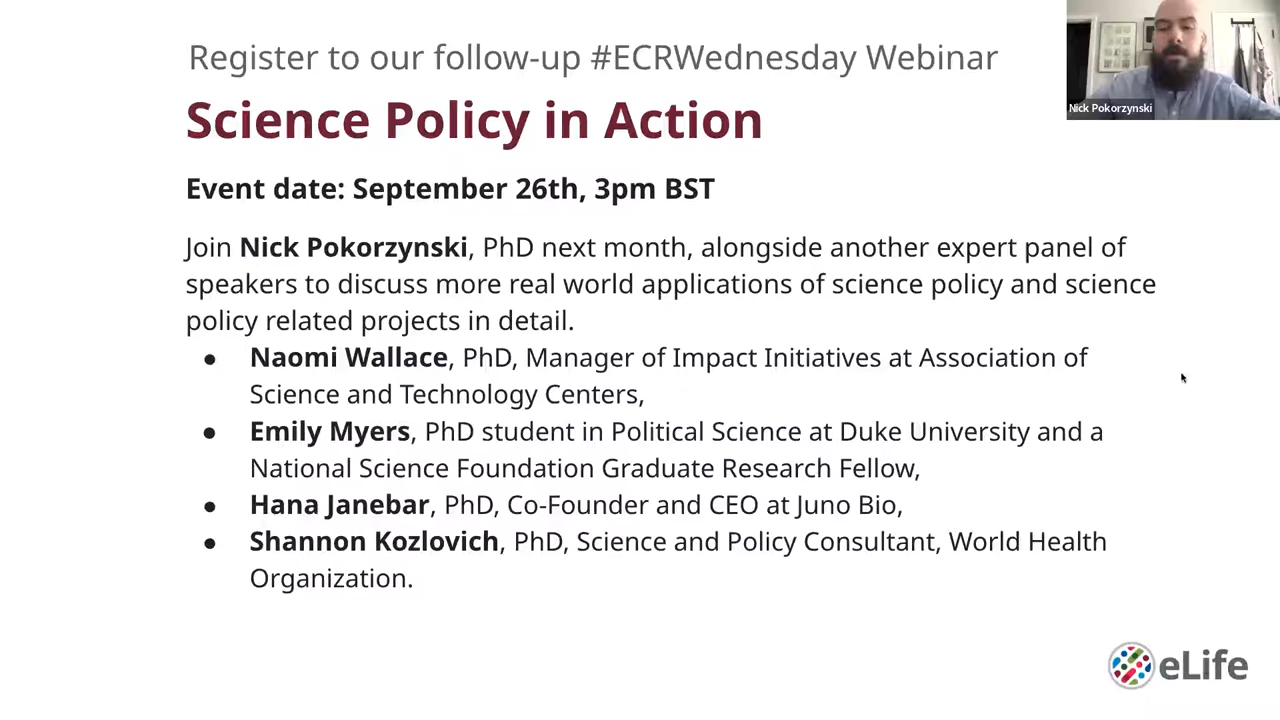 Register to our follow-up #ECRWednesday Webinar
Science Policy in Action
Nick Pokorzynski
Event date: September 26th, 3pm BST
Join Nick Pokorzynski, PhD next month, alongside another expert panel of
speakers to discuss more real world applications of science policy and science
policy related projects in detail.
● Naomi Wallace, PhD, Manager of Impact Initiatives at Association of
Science and Technology Centers,
● Emily Myers, PhD student in Political Science at Duke University and a
National Science Foundation Graduate Research Fellow,
● Hana Janebar, PhD, Co-Founder and CEO at Juno Bio,
● Shannon Kozlovich, PhD, Science and Policy Consultant, World Health
Organization.
eLife